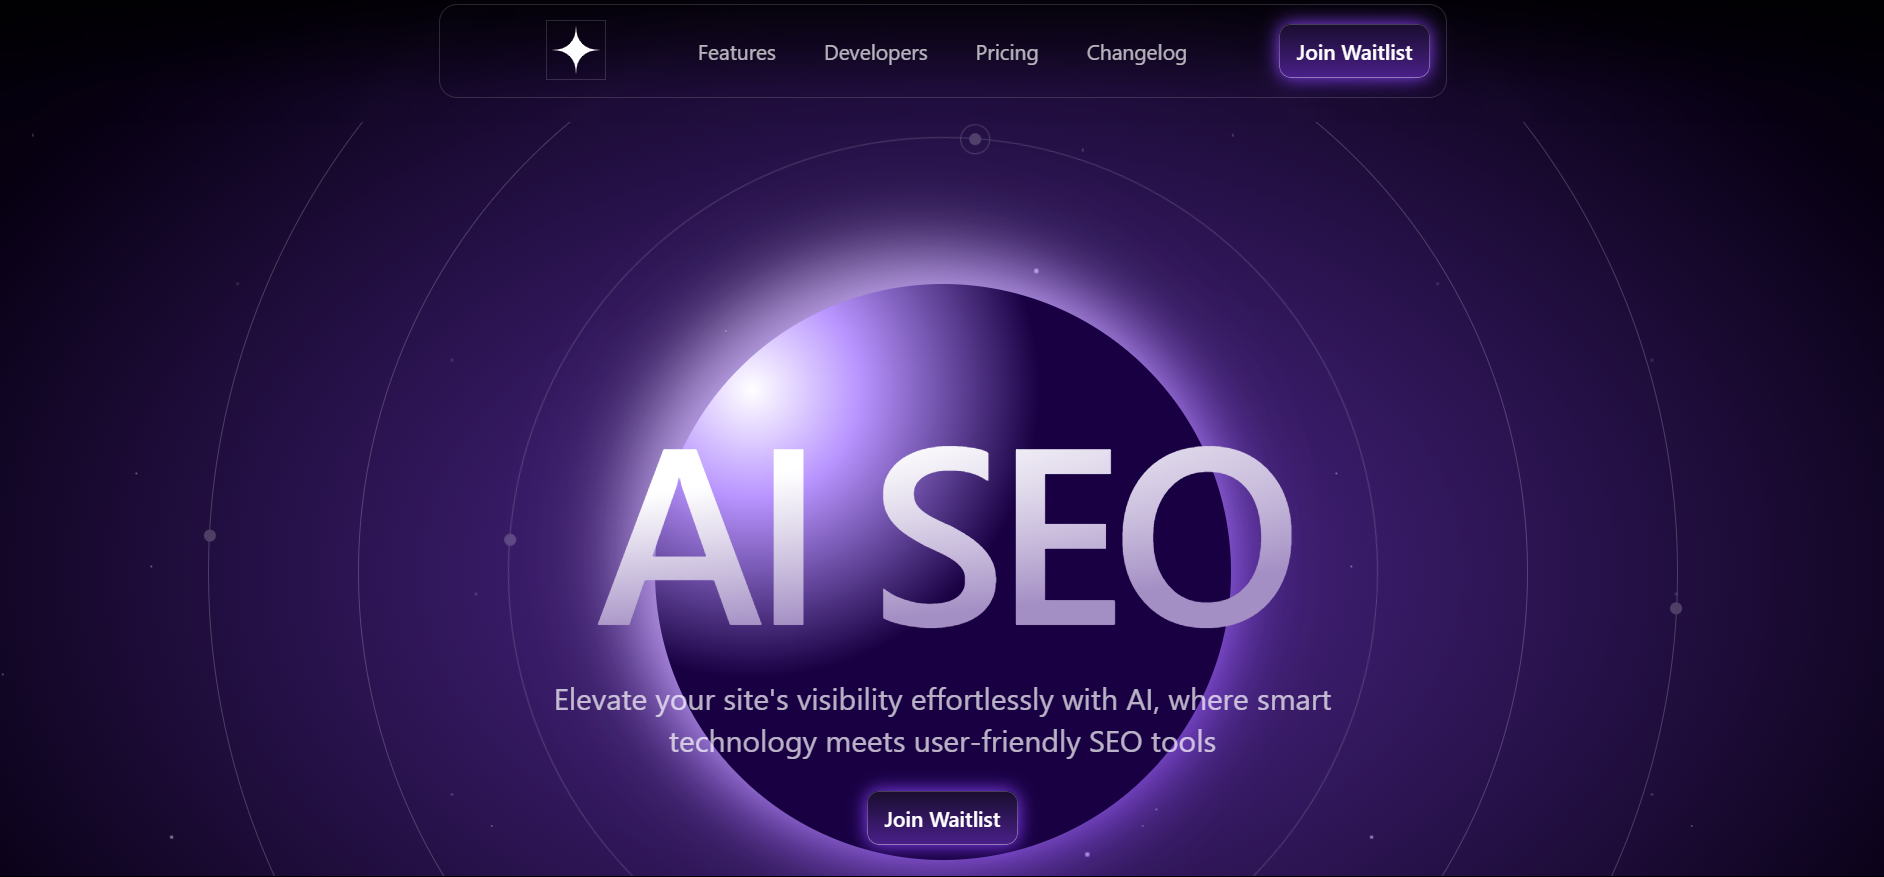 Features Developers Pricing Changelog Join Waitlist
AI SEO
Elevate your site's visibility effortlessly with AI, where smart
technology meets user-friendly SEO tools
Join Waitlist